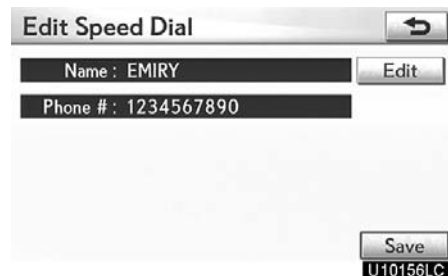 Edit Speed Dial
Name : EMIRY
Edit
Phone # : 1234567890
Save
U10156LC